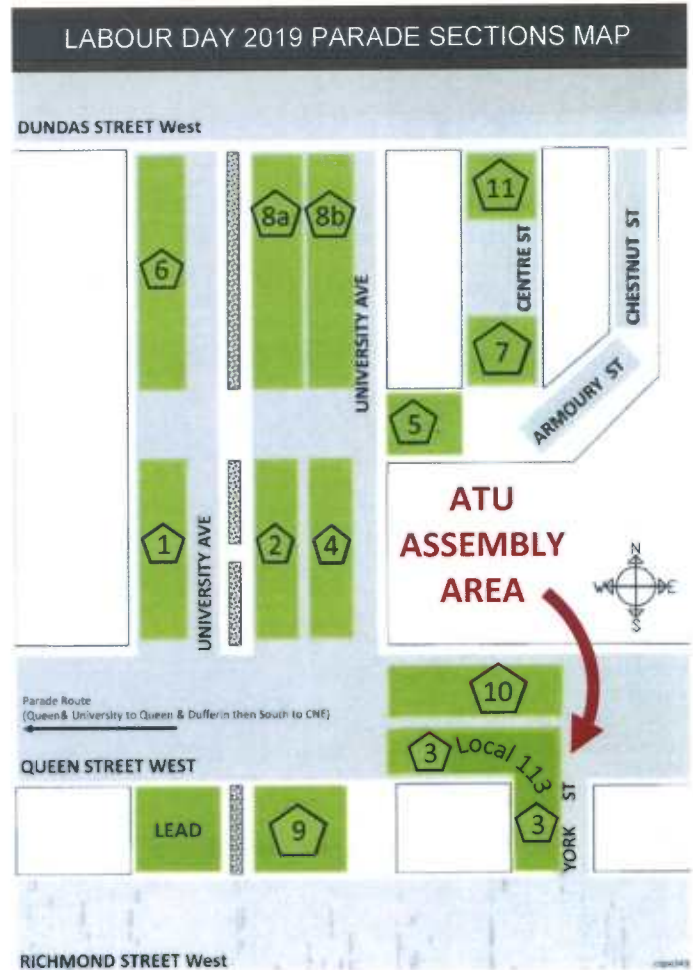 LABOUR DAY 2019 PARADE SECTIONS MAP
DUNDAS STREET West
6
8a
8b
11
UNIVERSITY AVE
CENTRE ST
CHESTNUT ST
7
ARMOURY ST
5
1
UNIVERSITY AVE
2
4
ATU
ASSEMBLY
AREA
N
W
E
S
10
Parade Route
(Queen& University to Queen & Dufferin then South to CNE)
3
Local 113
3
QUEEN STREET WEST
LEAD
9
YORK ST
RICHMOND STREET West